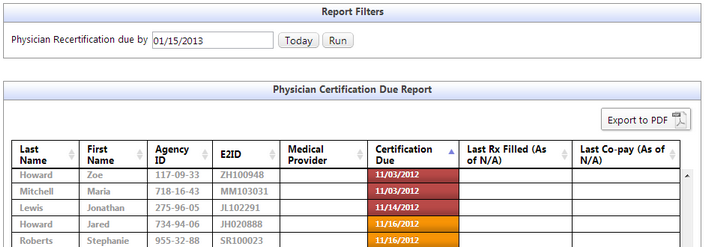 Report Filters
Physician Recertification due by 01/15/2013 Today Run
Physician Certification Due Report
Export to PDF
Last Name First Name Agency ID E2ID Medical Provider Certification Due Last Rx Filled (As of N/A) Last Co-pay (As of N/A)
Howard Zoe 117-09-33 ZH100948 11/03/2012
Mitchell Maria 718-16-43 MM103031 11/03/2012
Lewis Jonathan 275-96-05 JL102291 11/14/2012
Howard Jared 734-94-06 JH020888 11/16/2012
Roberts Stephanie 955-32-88 SR100023 11/16/2012